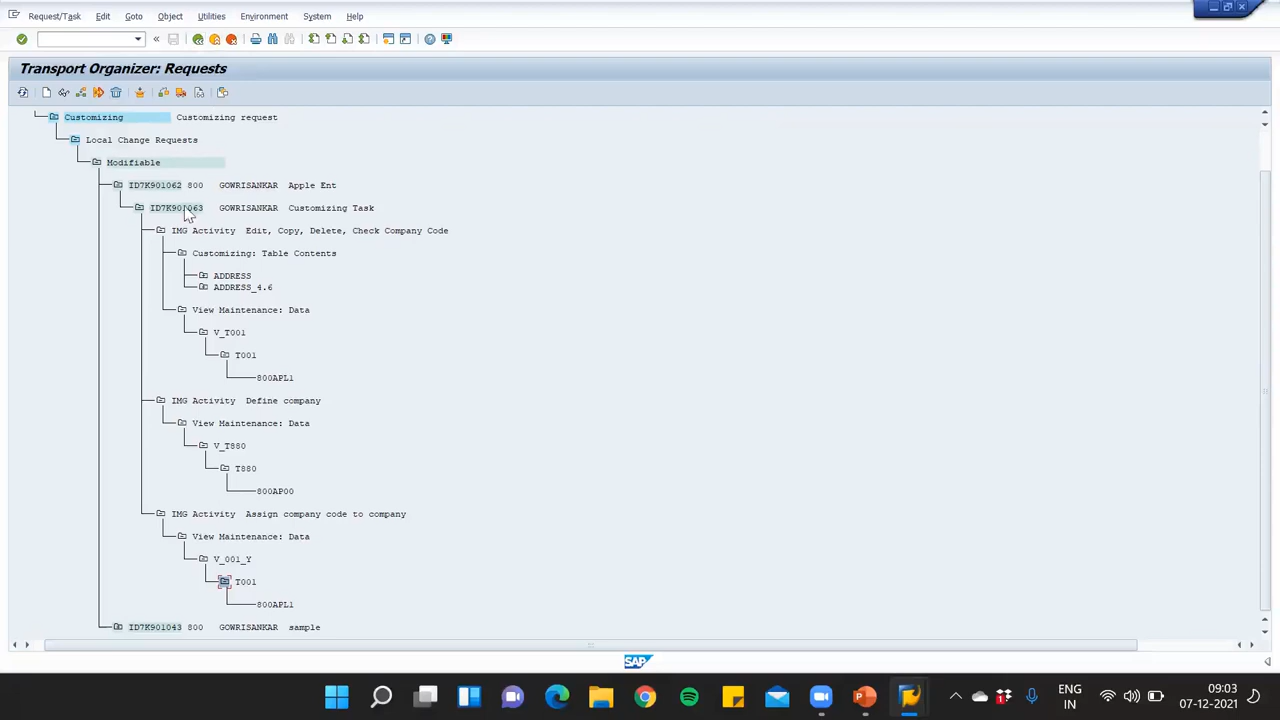 Request/Task Edit Goto Object Utilities Environment System Help
Transport Organizer: Requests
Customizing Customizing request
Local Change Requests
Modifiable
ID7K901062 800 GOWRISANKAR Apple Ent
ID7K901063 GOWRISANKAR Customizing Task
IMG Activity Edit, Copy, Delete, Check Company Code
Customizing: Table Contents
ADDRESS
ADDRESS_4.6
View Maintenance: Data
V_T001
T001
800APL1
IMG Activity Define company
View Maintenance: Data
V_T880
T880
800AP00
IMG Activity Assign company code to company
View Maintenance: Data
V_001_Y
T001
800APL1
ID7K901043 800 GOWRISANKAR sample
SAP
ENG 09:03
IN 07-12-2021